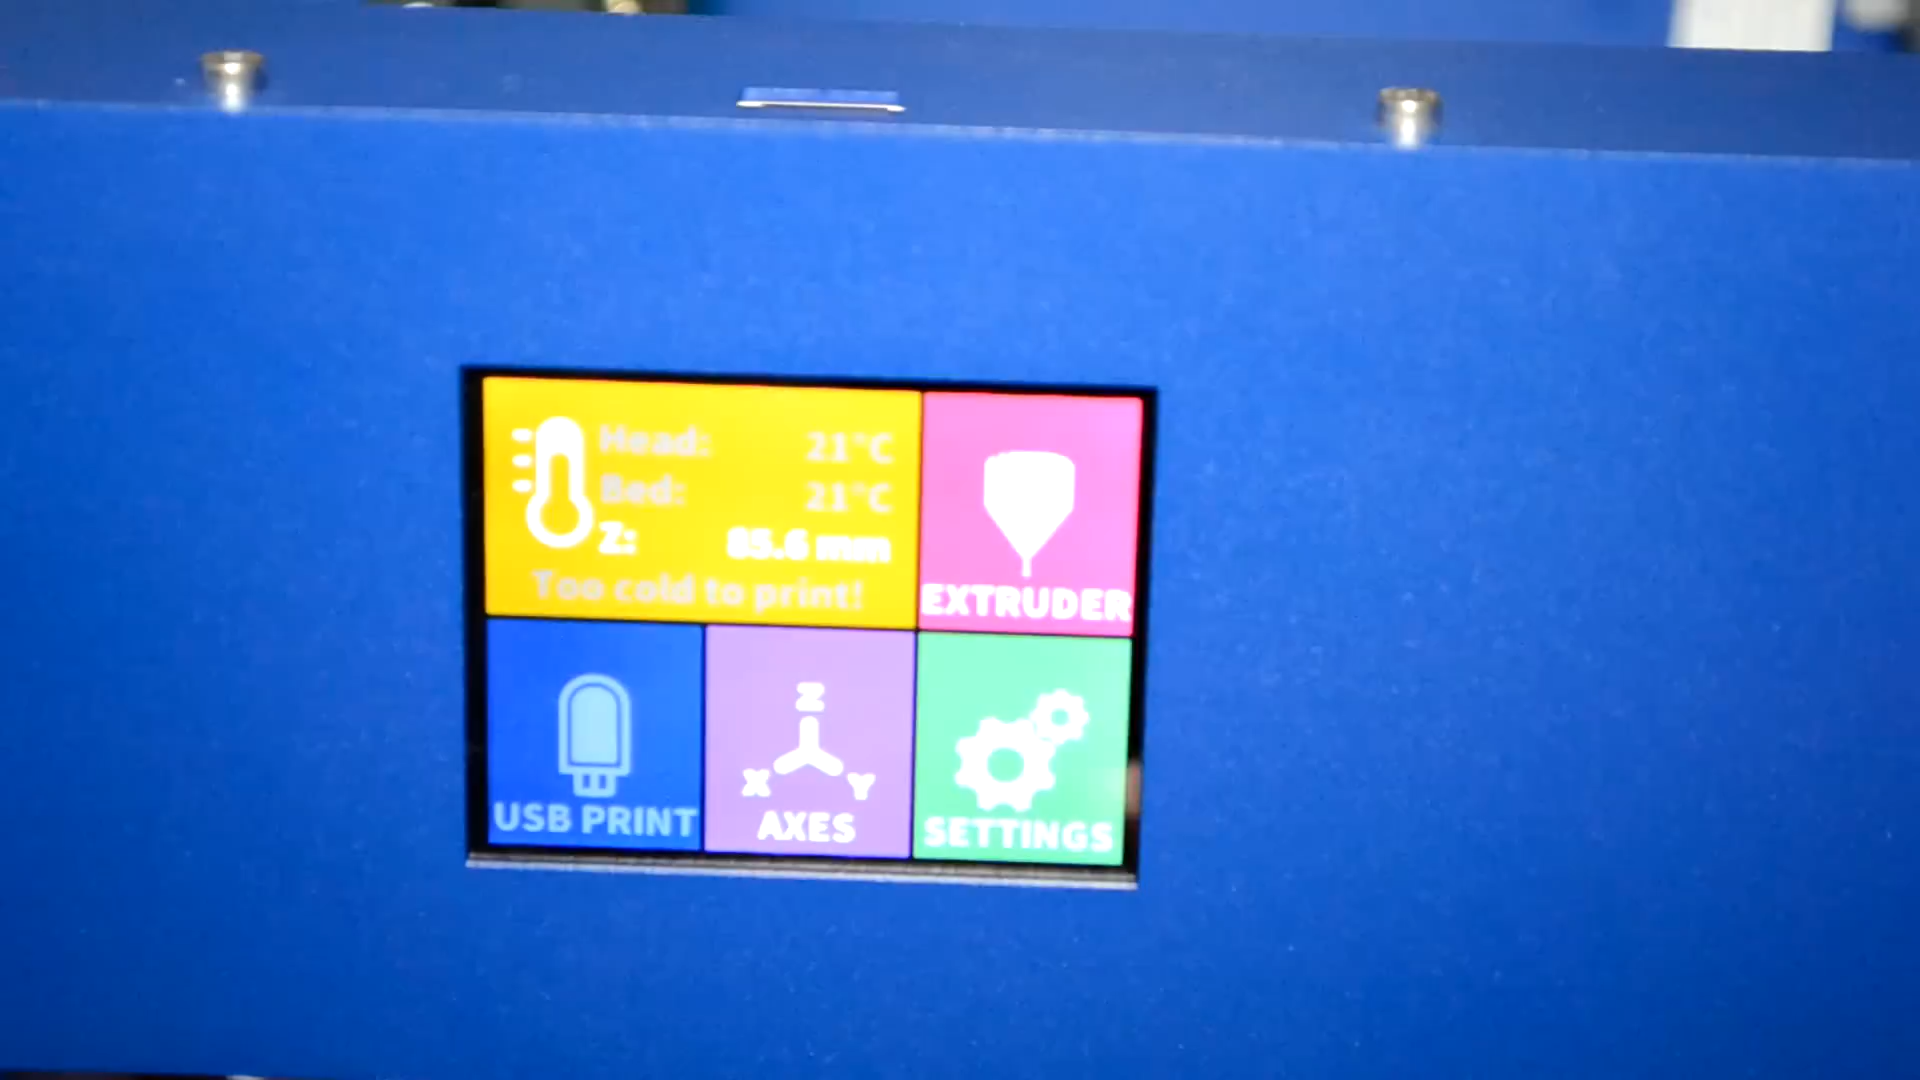 Head: 21°C
Bed: 21°C
Z: 85.6 mm
Too cold to print!
EXTRUDER
USB PRINT
Z
X Y
AXES
SETTINGS